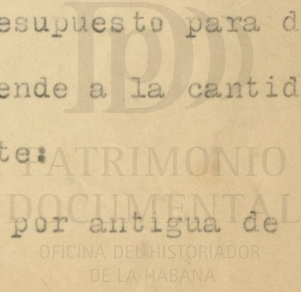 esupuesto para d
ende a la cantid
te:
PATRIMONIO
DOCUMENTAL
por antigua de
OFICINA DEL HISTORIADOR
DE LA HABANA